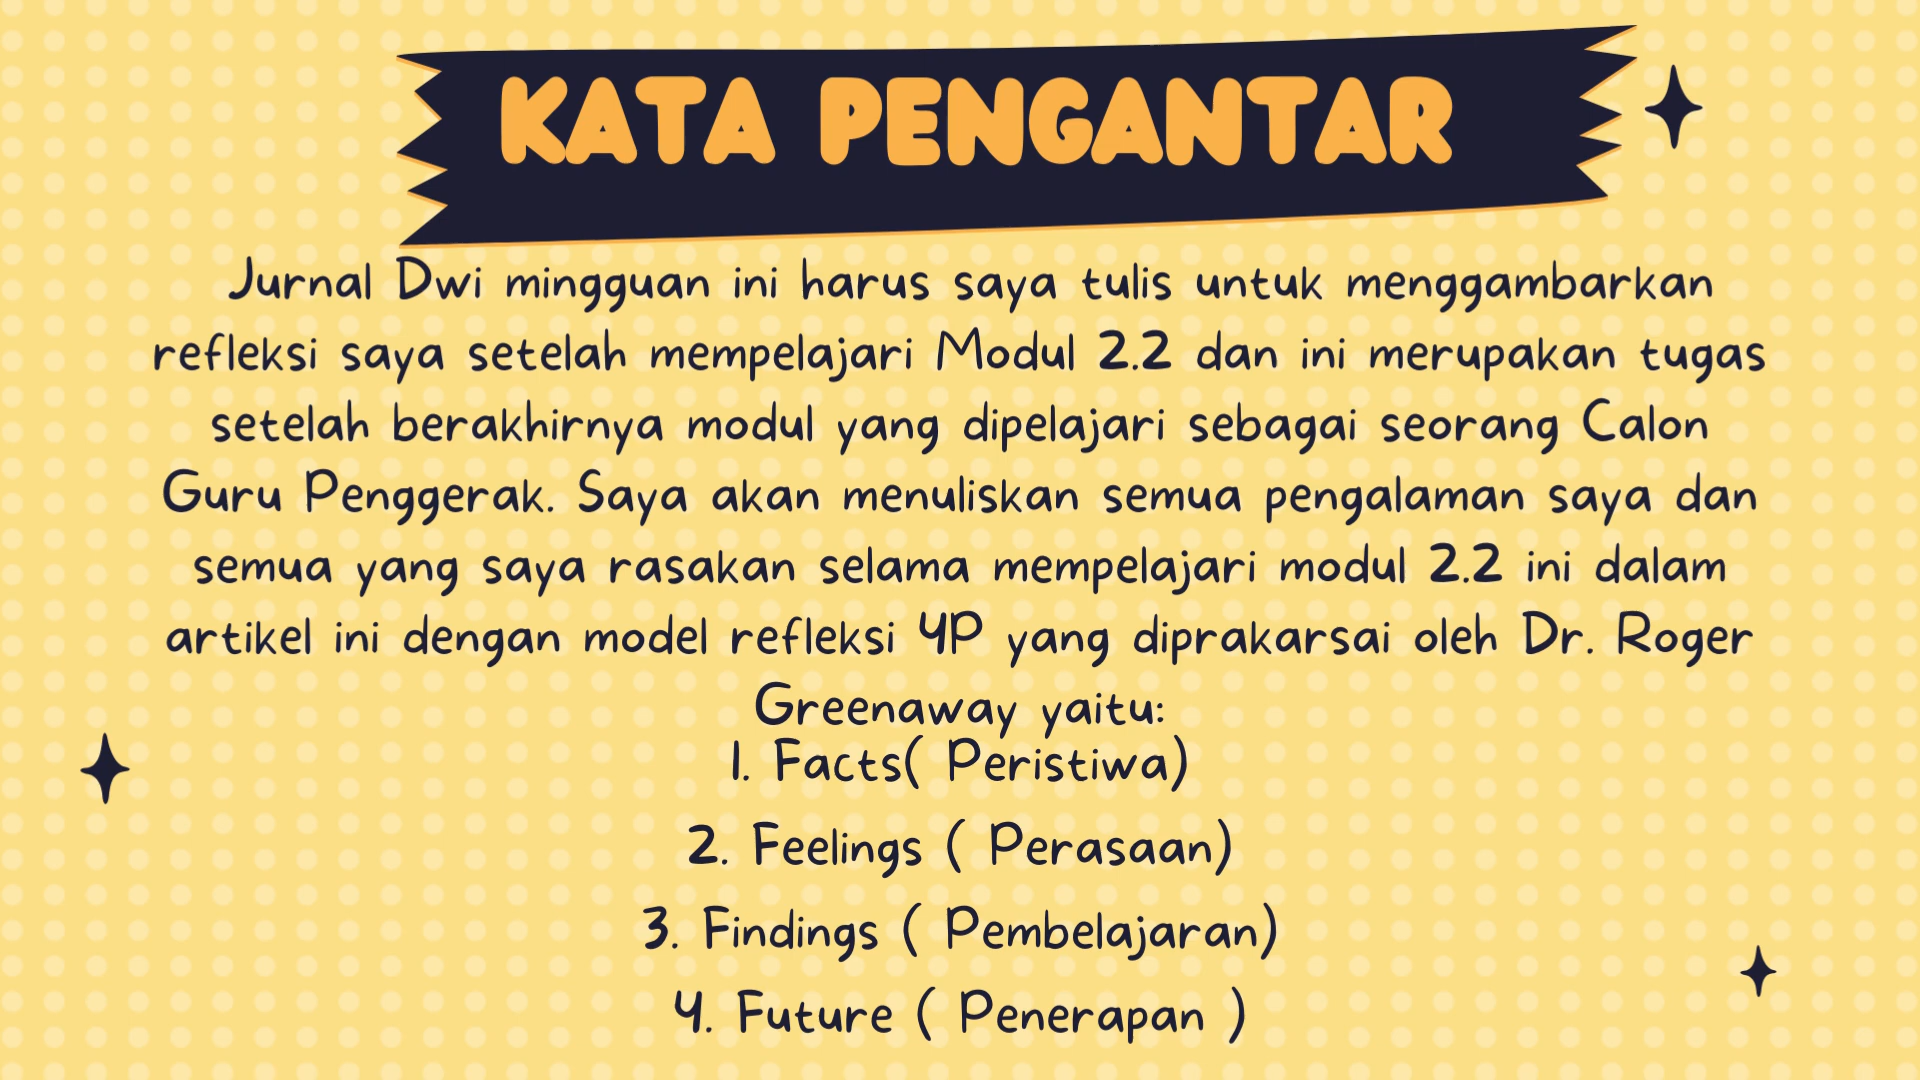 KATA PENGANTAR
Jurnal Dwi mingguan ini harus saya tulis untuk menggambarkan
refleksi saya setelah mempelajari Modul 2.2 dan ini merupakan tugas
setelah berakhirnya modul yang dipelajari sebagai seorang Calon
Guru Penggerak. Saya akan menuliskan semua pengalaman saya dan
semua yang saya rasakan selama mempelajari modul 2.2 ini dalam
artikel ini dengan model refleksi 4P yang diprakarsai oleh Dr. Roger
Greenaway yaitu:
1. Facts( Peristiwa)
2. Feelings ( Perasaan)
3. Findings ( Pembelajaran)
4. Future ( Penerapan )